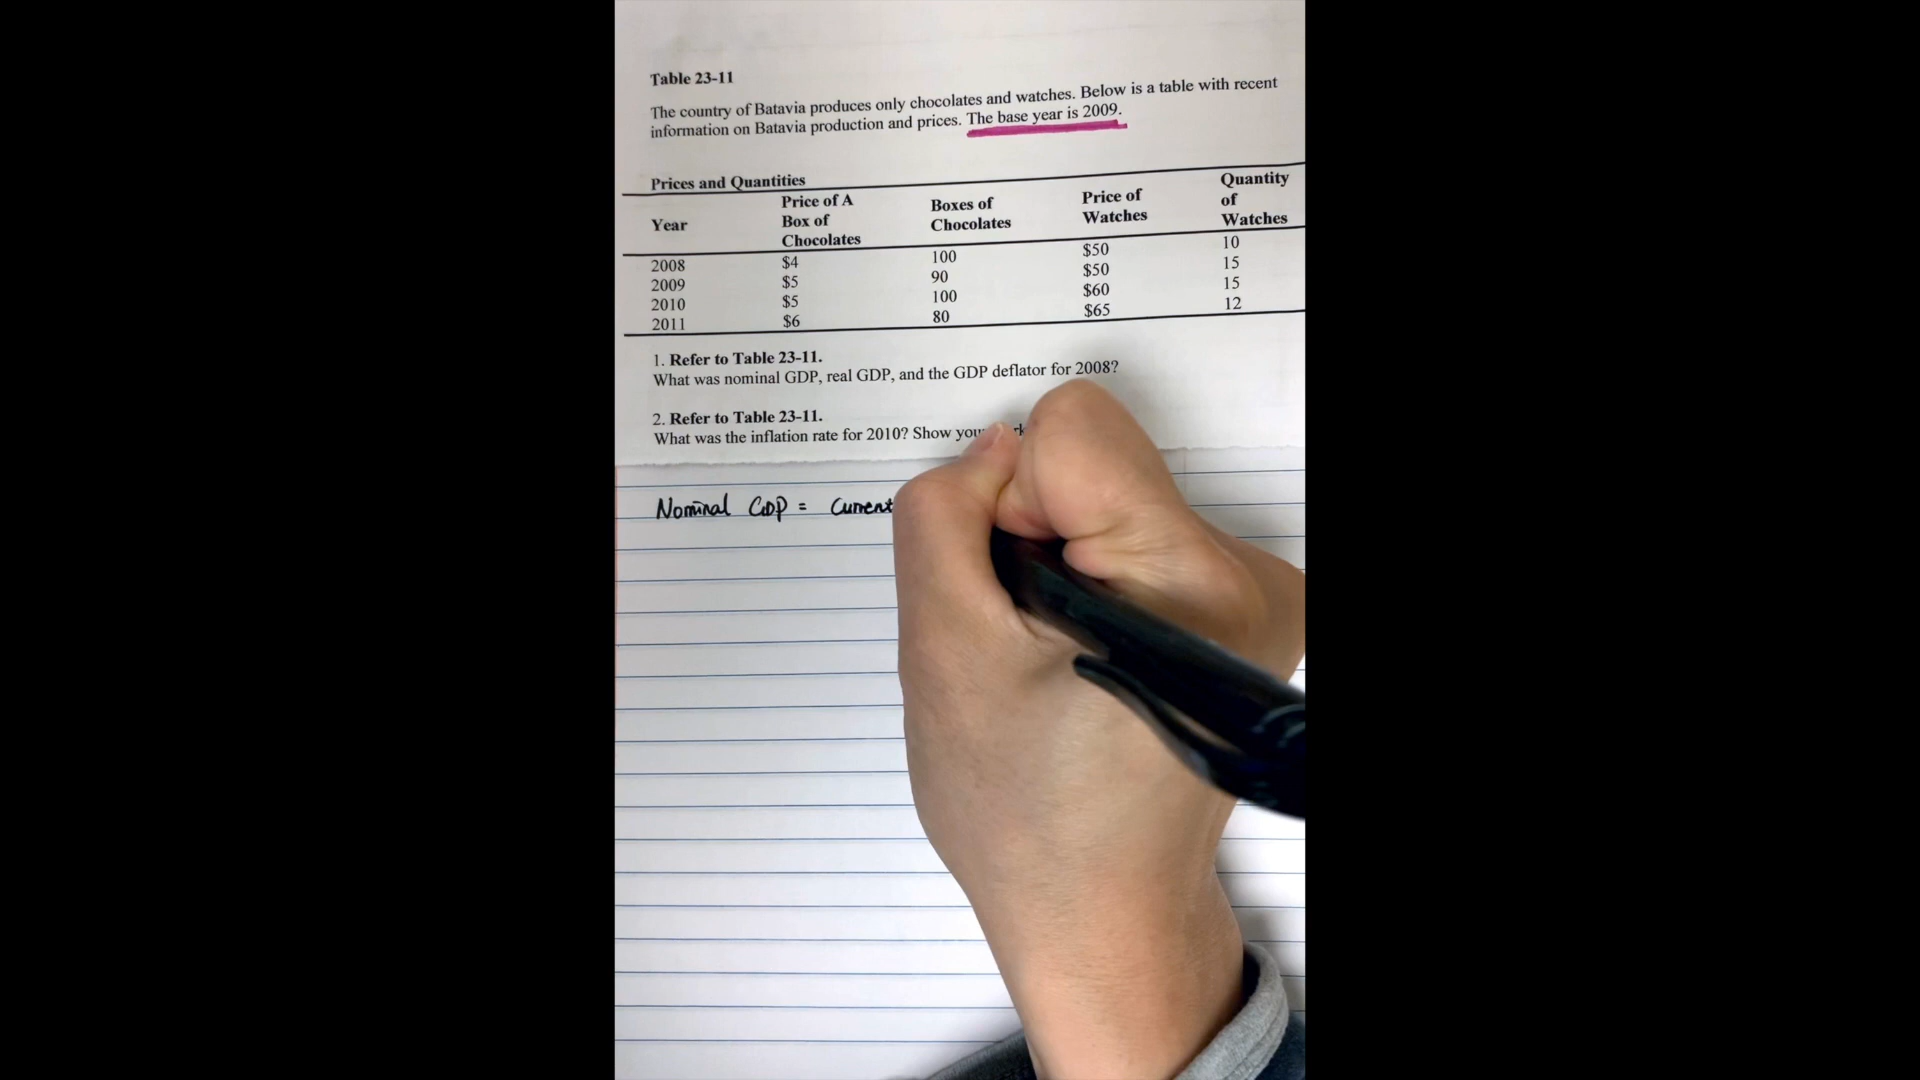 Table 23-11
The country of Batavia produces only chocolates and watches. Below is a table with recent
information on Batavia production and prices. The base year is 2009.
Prices and Quantities
Year Price of A Box of Chocolates Boxes of Chocolates Price of Watches Quantity of Watches
2008 $4 100 $50 10
2009 $5 90 $50 15
2010 $5 100 $60 15
2011 $6 80 $65 12
1. Refer to Table 23-11.
What was nominal GDP, real GDP, and the GDP deflator for 2008?
2. Refer to Table 23-11.
What was the inflation rate for 2010? Show
Nominal GDP = Current